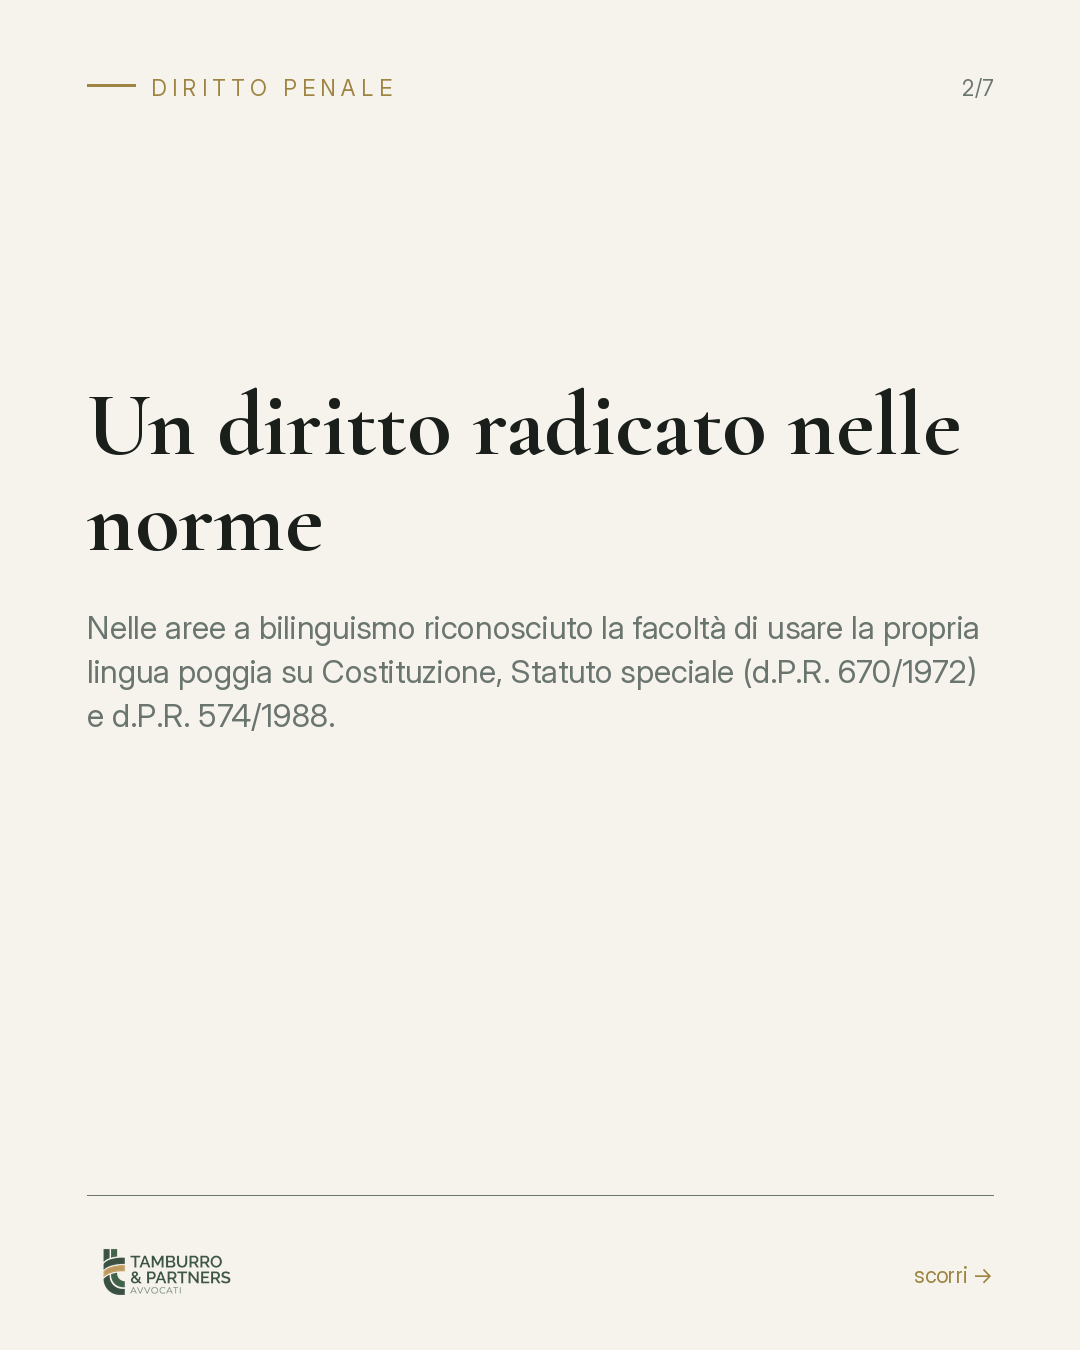 DIRITTO PENALE
2/7
Un diritto radicato nelle
norme
Nelle aree a bilinguismo riconosciuto la facoltà di usare la propria
lingua poggia su Costituzione, Statuto speciale (d.P.R. 670/1972)
e d.P.R. 574/1988.
TAMBURRO
& PARTNERS
AVVOCATI
scorri →